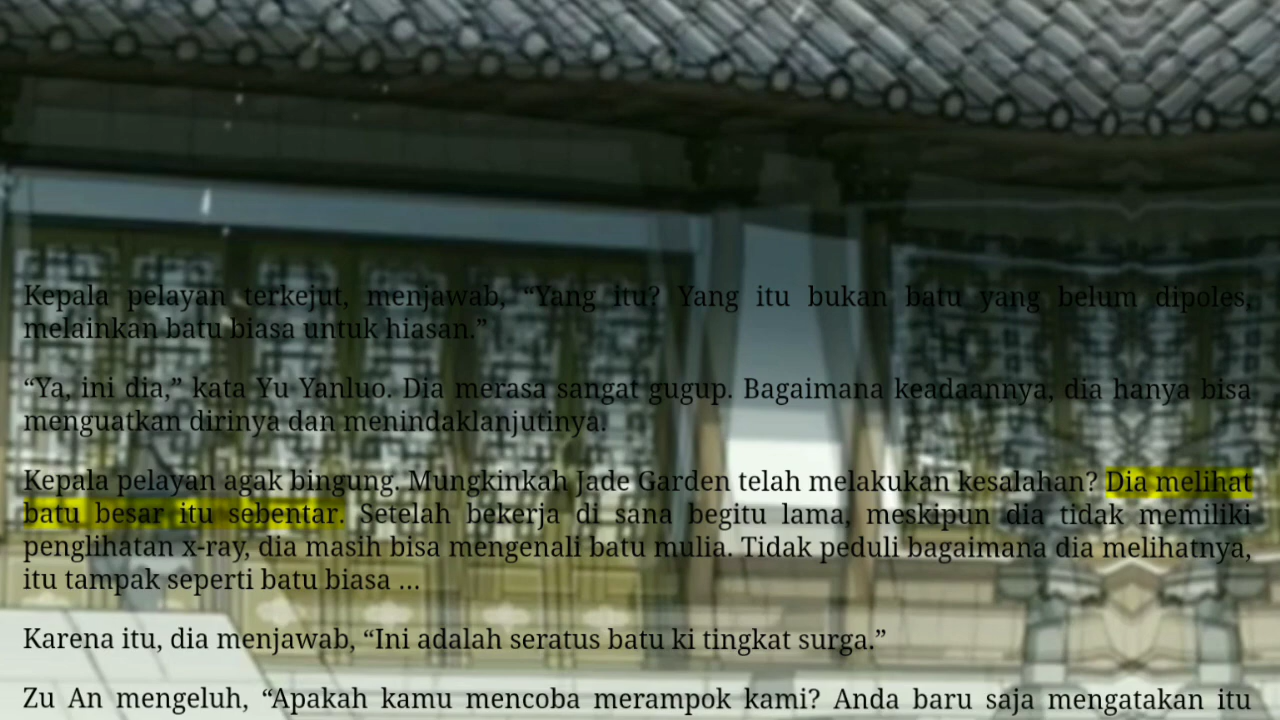 Kepala pelayan terkejut, menjawab, “Yang itu? Yang itu bukan batu yang belum dipoles,
melainkan batu biasa untuk hiasan.”
“Ya, ini dia,” kata Yu Yanluo. Dia merasa sangat gugup. Bagaimana keadaannya, dia hanya bisa
menguatkan dirinya dan menindaklanjutinya.
Kepala pelayan agak bingung. Mungkinkah Jade Garden telah melakukan kesalahan? Dia melihat
batu besar itu sebentar. Setelah bekerja di sana begitu lama, meskipun dia tidak memiliki
penglihatan x-ray, dia masih bisa mengenali batu mulia. Tidak peduli bagaimana dia melihatnya,
itu tampak seperti batu biasa ...
Karena itu, dia menjawab, “Ini adalah seratus batu ki tingkat surga.”
Zu An mengeluh, “Apakah kamu mencoba merampok kami? Anda baru saja mengatakan itu